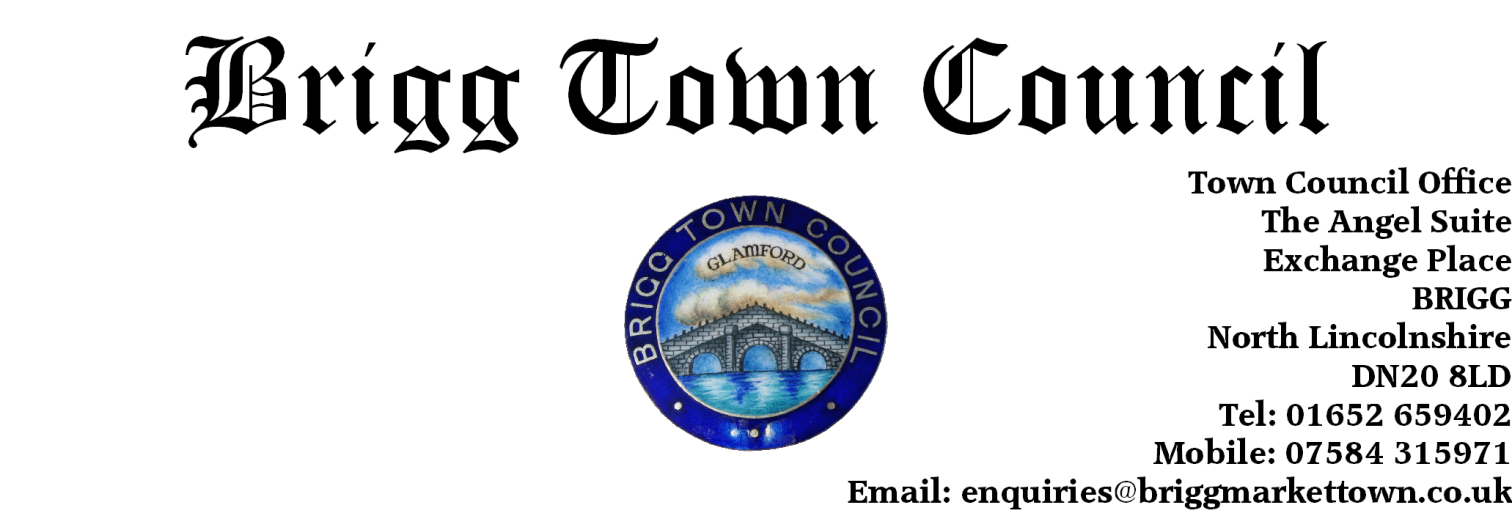 Brigg Town Council
BRIGG TOWN COUNCIL
GLAMFORD
Town Council Office
The Angel Suite
Exchange Place
BRIGG
North Lincolnshire
DN20 8LD
Tel: 01652 659402
Mobile: 07584 315971
Email: enquiries@briggmarkettown.co.uk